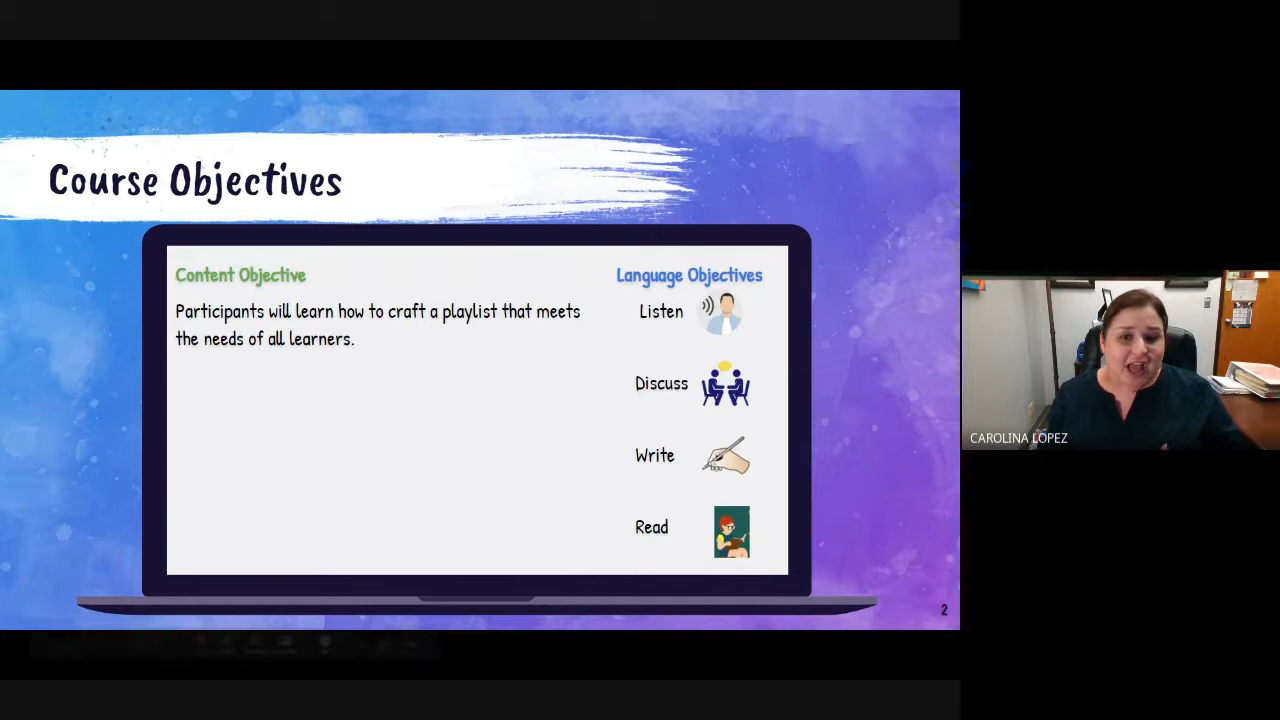 Course Objectives
Content Objective
Participants will learn how to craft a playlist that meets
the needs of all learners.
Language Objectives
Listen
Discuss
Write
Read
2
CAROLINA LOPEZ